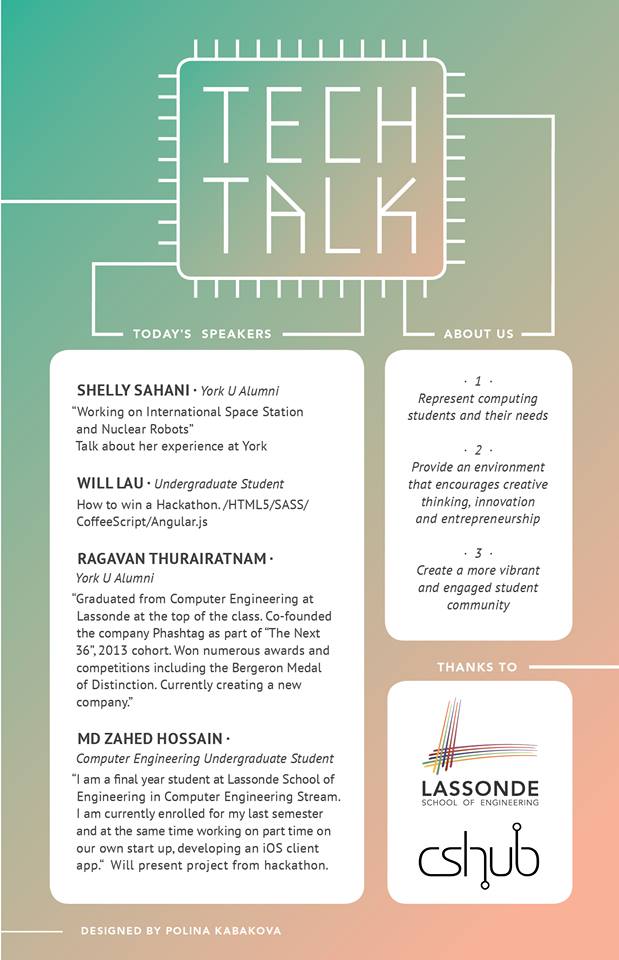 TECH
TALK
TODAY'S SPEAKERS
SHELLY SAHANI · York U Alumni
“Working on International Space Station
and Nuclear Robots”
Talk about her experience at York
WILL LAU · Undergraduate Student
How to win a Hackathon. /HTML5/SASS/
CoffeeScript/Angular.js
RAGAVAN THURAIRATNAM ·
York U Alumni
“Graduated from Computer Engineering at
Lassonde at the top of the class. Co-founded
the company Phashtag as part of “The Next
36”, 2013 cohort. Won numerous awards and
competitions including the Bergeron Medal
of Distinction. Currently creating a new
company.”
MD ZAHED HOSSAIN ·
Computer Engineering Undergraduate Student
“I am a final year student at Lassonde School of
Engineering in Computer Engineering Stream.
I am currently enrolled for my last semester
and at the same time working on part time on
our own start up, developing an iOS client
app.“ Will present project from hackathon.
ABOUT US
· 1 ·
Represent computing
students and their needs
· 2 ·
Provide an environment
that encourages creative
thinking, innovation
and entrepreneurship
· 3 ·
Create a more vibrant
and engaged student
community
THANKS TO
LASSONDE
SCHOOL OF ENGINEERING
cshub
DESIGNED BY POLINA KABAKOVA